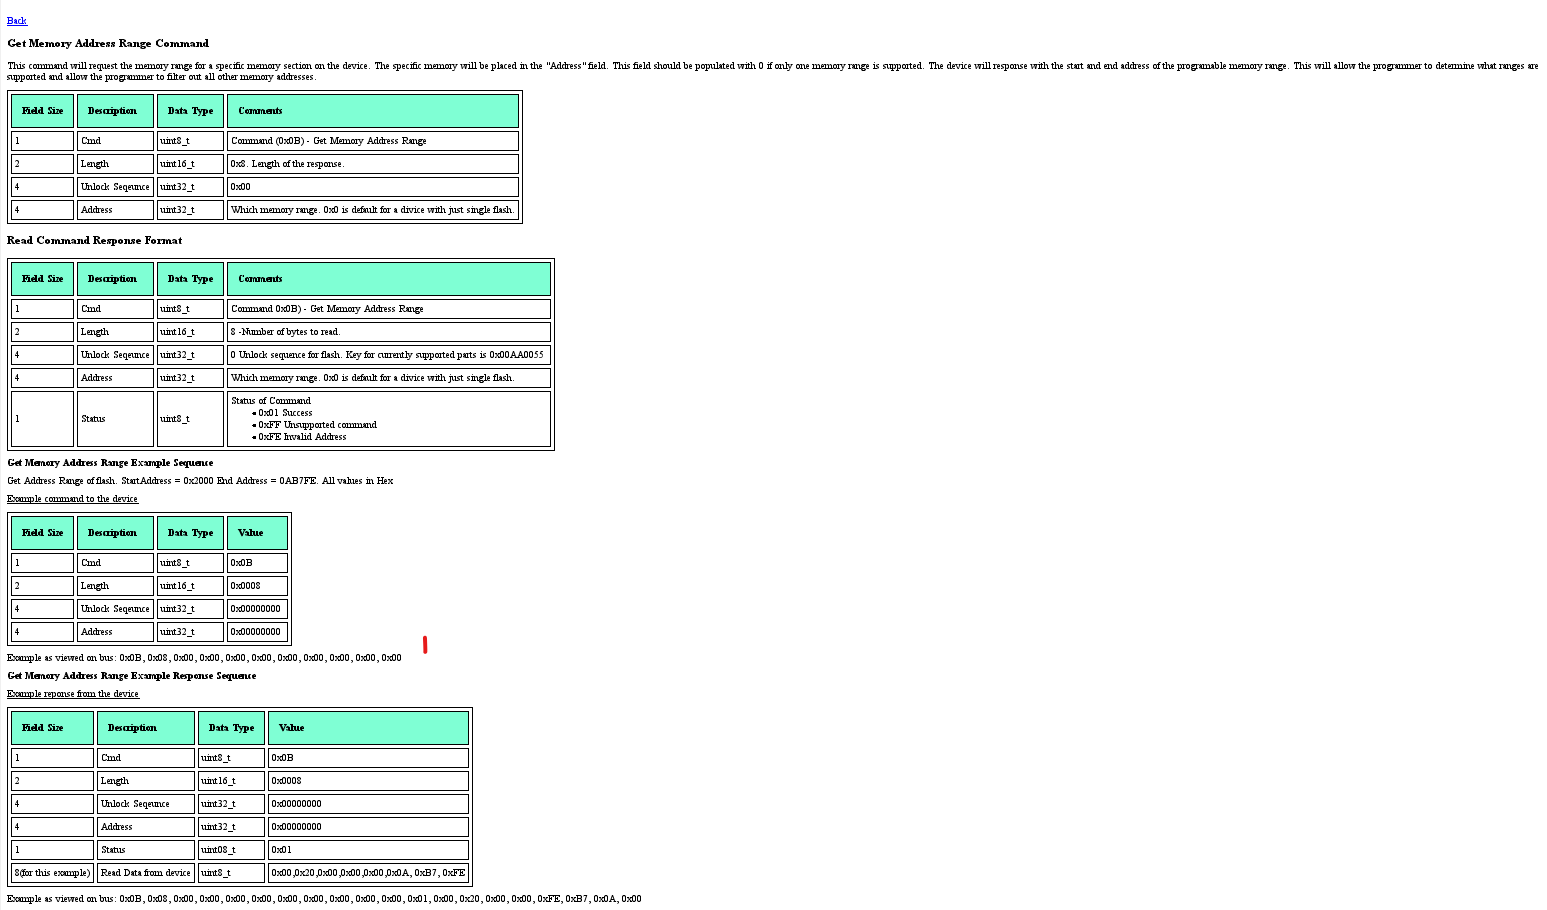 Back
Get Memory Address Range Command
This command will request the memory range for a specific memory section on the device. The specific memory will be placed in the "Address" field. This field should be populated with 0 if only one memory range is supported. The device will response with the start and end address of the programable memory range. This will allow the programmer to determine what ranges are
supported and allow the programmer to filter out all other memory addresses.
Field Size Description Data Type Comments
1 Cmd uint8_t Command (0x0B) - Get Memory Address Range
2 Length uint16_t 0x8. Length of the response.
4 Unlock Seqeunce uint32_t 0x00
4 Address uint32_t Which memory range. 0x0 is default for a divice with just single flash.
Read Command Response Format
Field Size Description Data Type Comments
1 Cmd uint8_t Command 0x0B) - Get Memory Address Range
2 Length uint16_t 8 -Number of bytes to read.
4 Unlock Seqeunce uint32_t 0 Unlock sequence for flash. Key for currently supported parts is 0x00AA0055
4 Address uint32_t Which memory range. 0x0 is default for a divice with just single flash.
1 Status uint8_t Status of Command
• 0x01 Success
• 0xFF Unsupported command
• 0xFE Invalid Address
Get Memory Address Range Example Sequence
Get Address Range of flash. StartAddress = 0x2000 End Address = 0AB7FE. All values in Hex
Example command to the device
Field Size Description Data Type Value
1 Cmd uint8_t 0x0B
2 Length uint16_t 0x0008
4 Unlock Seqeunce uint32_t 0x00000000
4 Address uint32_t 0x00000000
Example as viewed on bus: 0x0B, 0x08, 0x00, 0x00, 0x00, 0x00, 0x00, 0x00, 0x00, 0x00, 0x00
Get Memory Address Range Example Response Sequence
Example reponse from the device
Field Size Description Data Type Value
1 Cmd uint8_t 0x0B
2 Length uint16_t 0x0008
4 Unlock Seqeunce uint32_t 0x00000000
4 Address uint32_t 0x00000000
1 Status uint08_t 0x01
8(for this example) Read Data from device uint8_t 0x00,0x20,0x00,0x00,0x00,0x0A, 0xB7, 0xFE
Example as viewed on bus: 0x0B, 0x08, 0x00, 0x00, 0x00, 0x00, 0x00, 0x00, 0x00, 0x00, 0x00, 0x01, 0x00, 0x20, 0x00, 0x00, 0xFE, 0xB7, 0x0A, 0x00